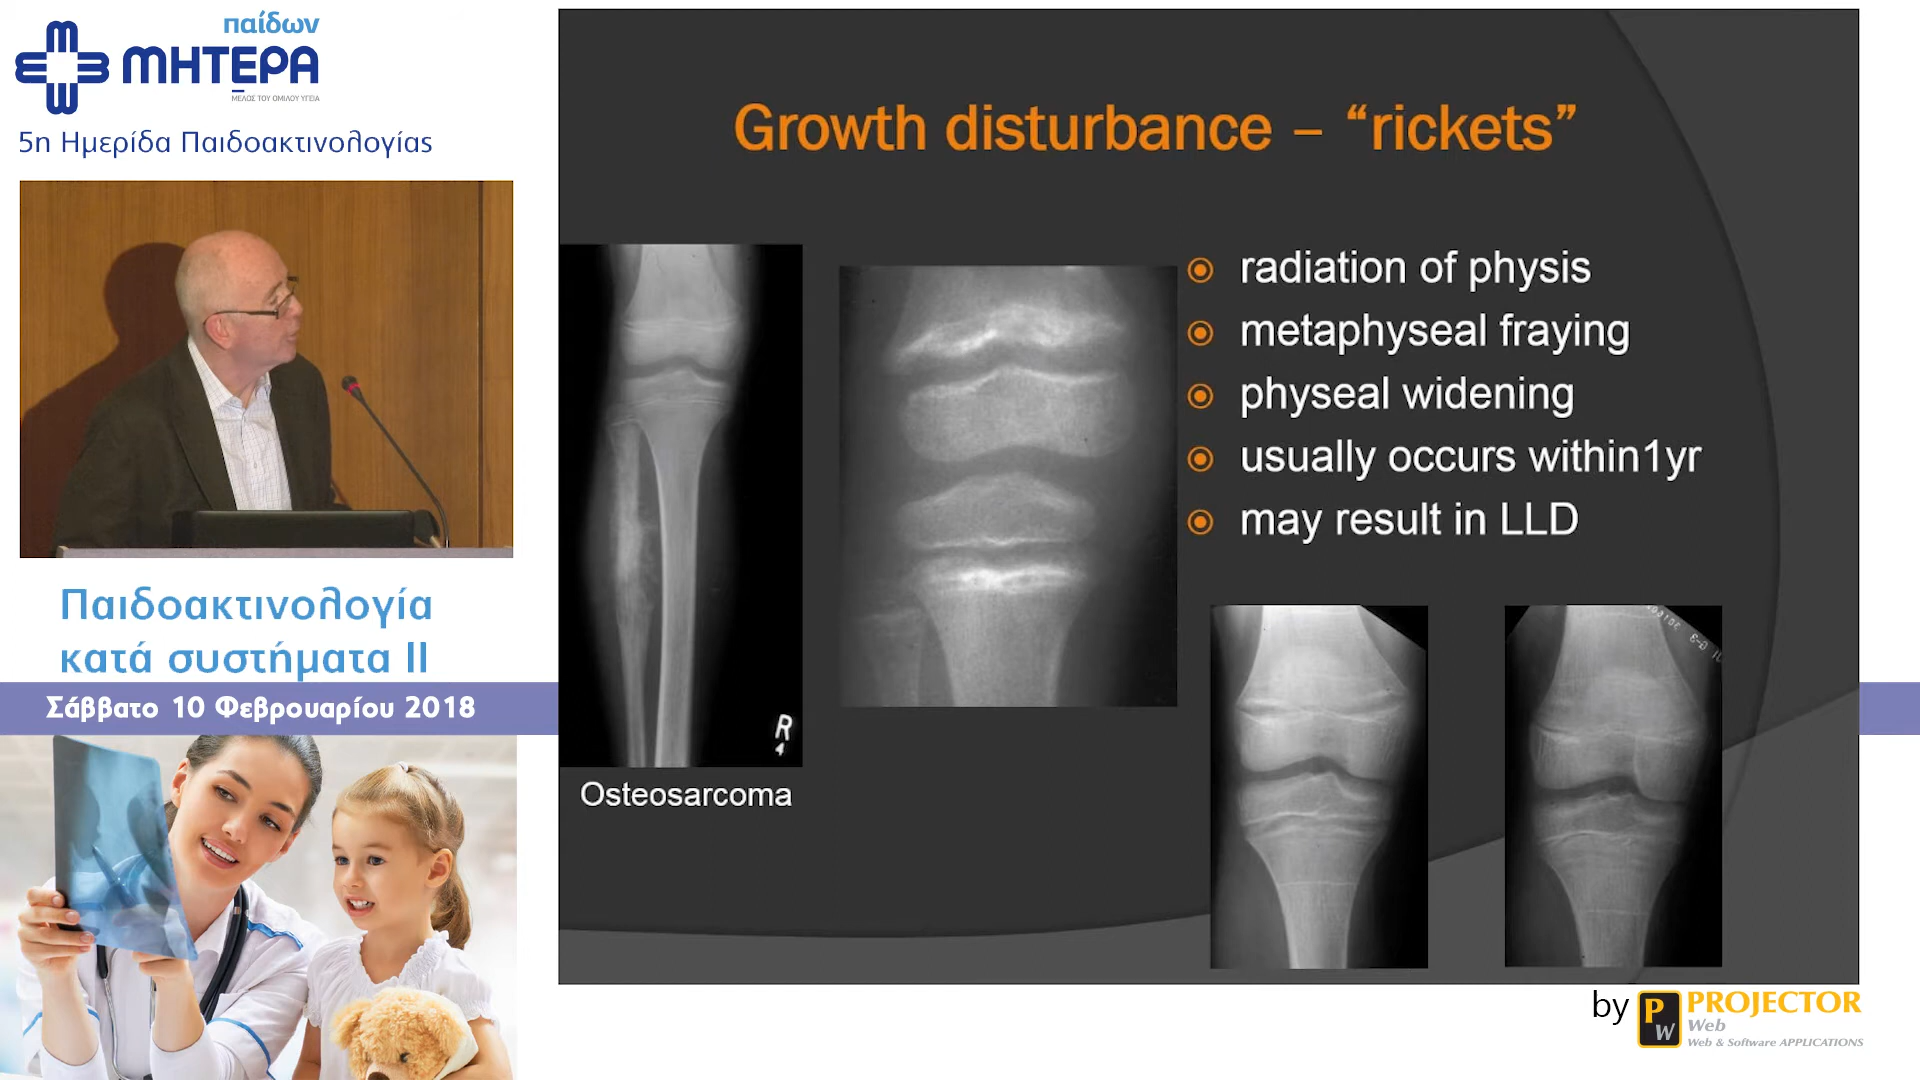 παίδων
ΜΗΤΕΡΑ
ΜΕΛΟΣ ΤΟΥ ΟΜΙΛΟΥ ΥΓΕΙΑ
5η Ημερίδα Παιδοακτινολογίας
Παιδοακτινολογία
κατά συστήματα ΙΙ
Σάββατο 10 Φεβρουαρίου 2018
Growth disturbance – “rickets”
radiation of physis
metaphyseal fraying
physeal widening
usually occurs within1yr
may result in LLD
R
4
Osteosarcoma
by PW PROJECTOR
Web
Web & Software APPLICATIONS